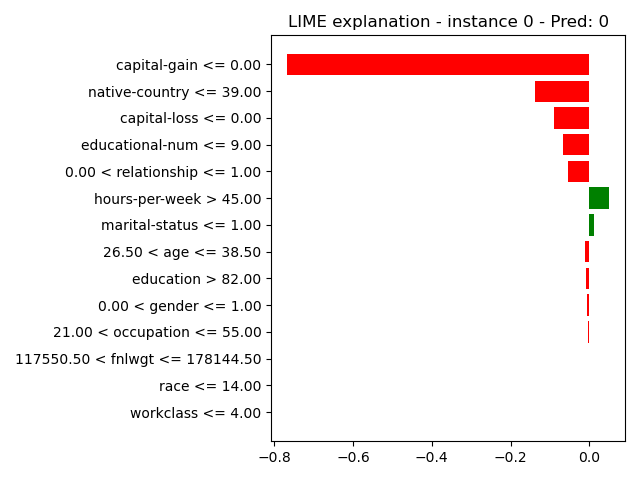 LIME explanation - instance 0 - Pred: 0
capital-gain <= 0.00
native-country <= 39.00
capital-loss <= 0.00
educational-num <= 9.00
0.00 < relationship <= 1.00
hours-per-week > 45.00
marital-status <= 1.00
26.50 < age <= 38.50
education > 82.00
0.00 < gender <= 1.00
21.00 < occupation <= 55.00
117550.50 < fnlwgt <= 178144.50
race <= 14.00
workclass <= 4.00
−0.8 −0.6 −0.4 −0.2 0.0